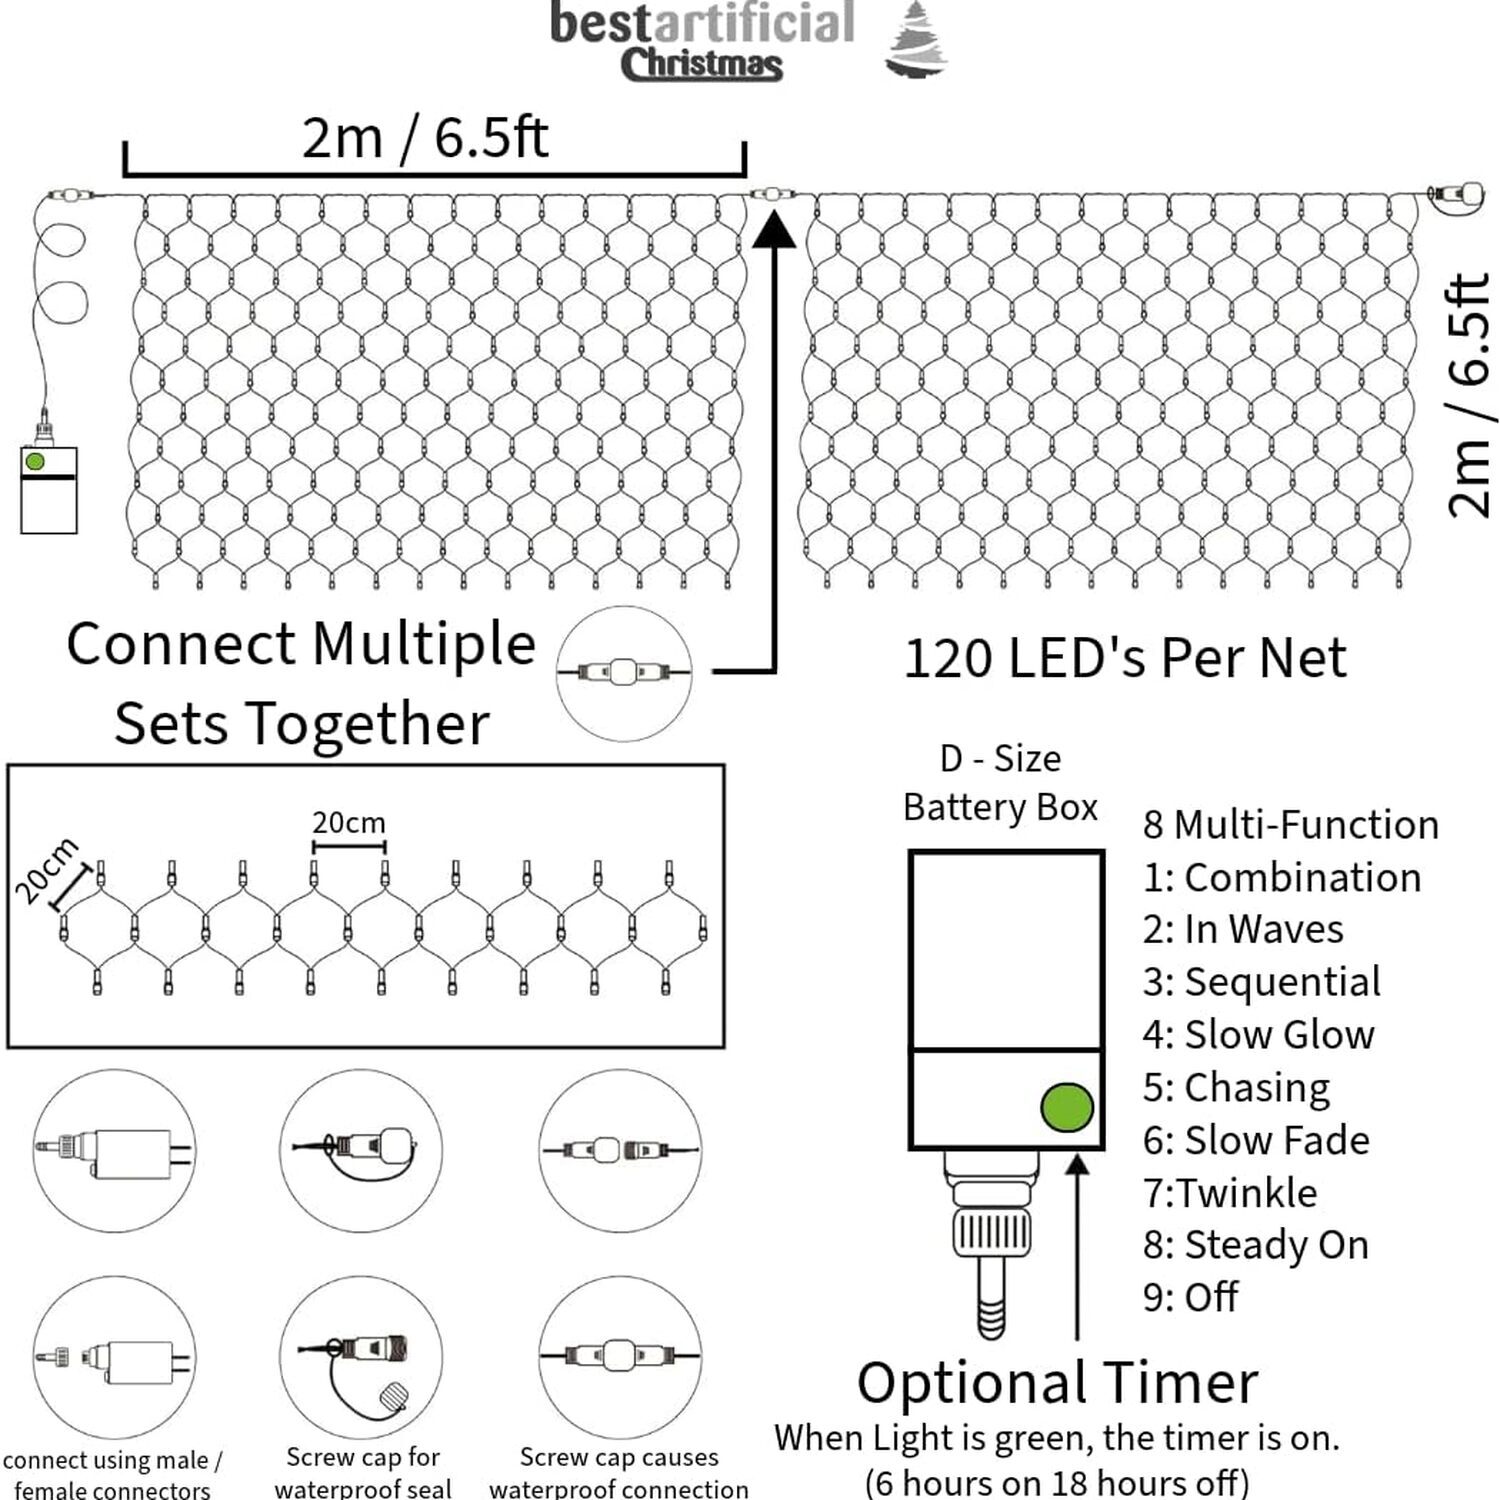 bestartificial
Christmas
2m / 6.5ft
2m / 6.5ft
Connect Multiple
Sets Together
120 LED's Per Net
20cm
20cm
D - Size
Battery Box
8 Multi-Function
1: Combination
2: In Waves
3: Sequential
4: Slow Glow
5: Chasing
6: Slow Fade
7:Twinkle
8: Steady On
9: Off
Optional Timer
When Light is green, the timer is on.
(6 hours on 18 hours off)
connect using male /
female connectors
Screw cap for
waterproof seal
Screw cap causes
waterproof connection